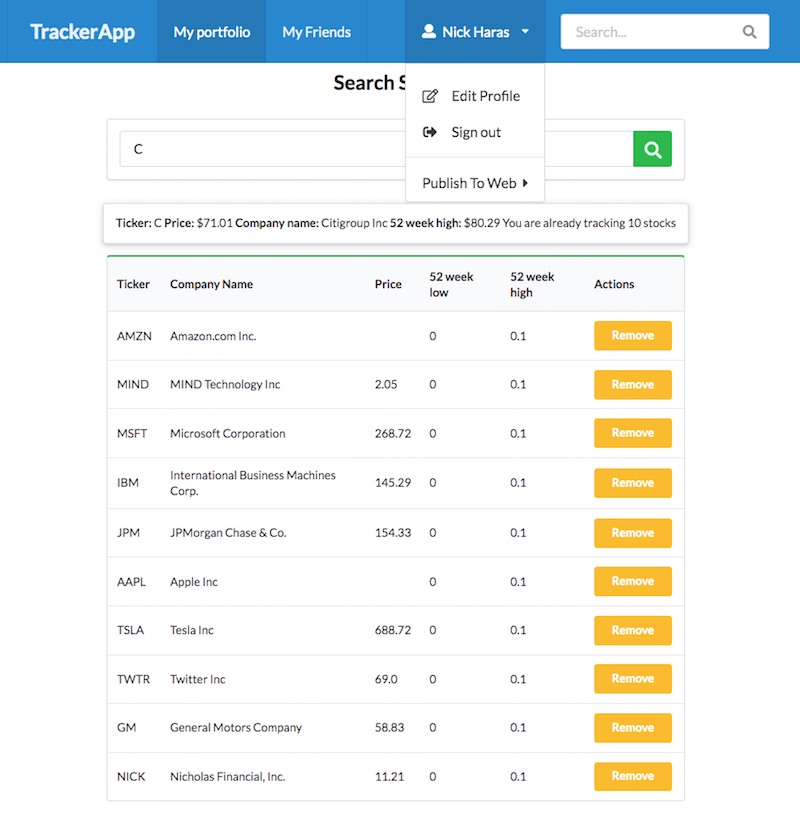 TrackerApp My portfolio My Friends Nick Haras Search...
Search S
Edit Profile
Sign out
Publish To Web
C
Ticker: C Price: $71.01 Company name: Citigroup Inc 52 week high: $80.29 You are already tracking 10 stocks
Ticker Company Name Price 52 week low 52 week high Actions
AMZN Amazon.com Inc. 0 0.1 Remove
MIND MIND Technology Inc 2.05 0 0.1 Remove
MSFT Microsoft Corporation 268.72 0 0.1 Remove
IBM International Business Machines Corp. 145.29 0 0.1 Remove
JPM JPMorgan Chase & Co. 154.33 0 0.1 Remove
AAPL Apple Inc 0 0.1 Remove
TSLA Tesla Inc 688.72 0 0.1 Remove
TWTR Twitter Inc 69.0 0 0.1 Remove
GM General Motors Company 58.83 0 0.1 Remove
NICK Nicholas Financial, Inc. 11.21 0 0.1 Remove